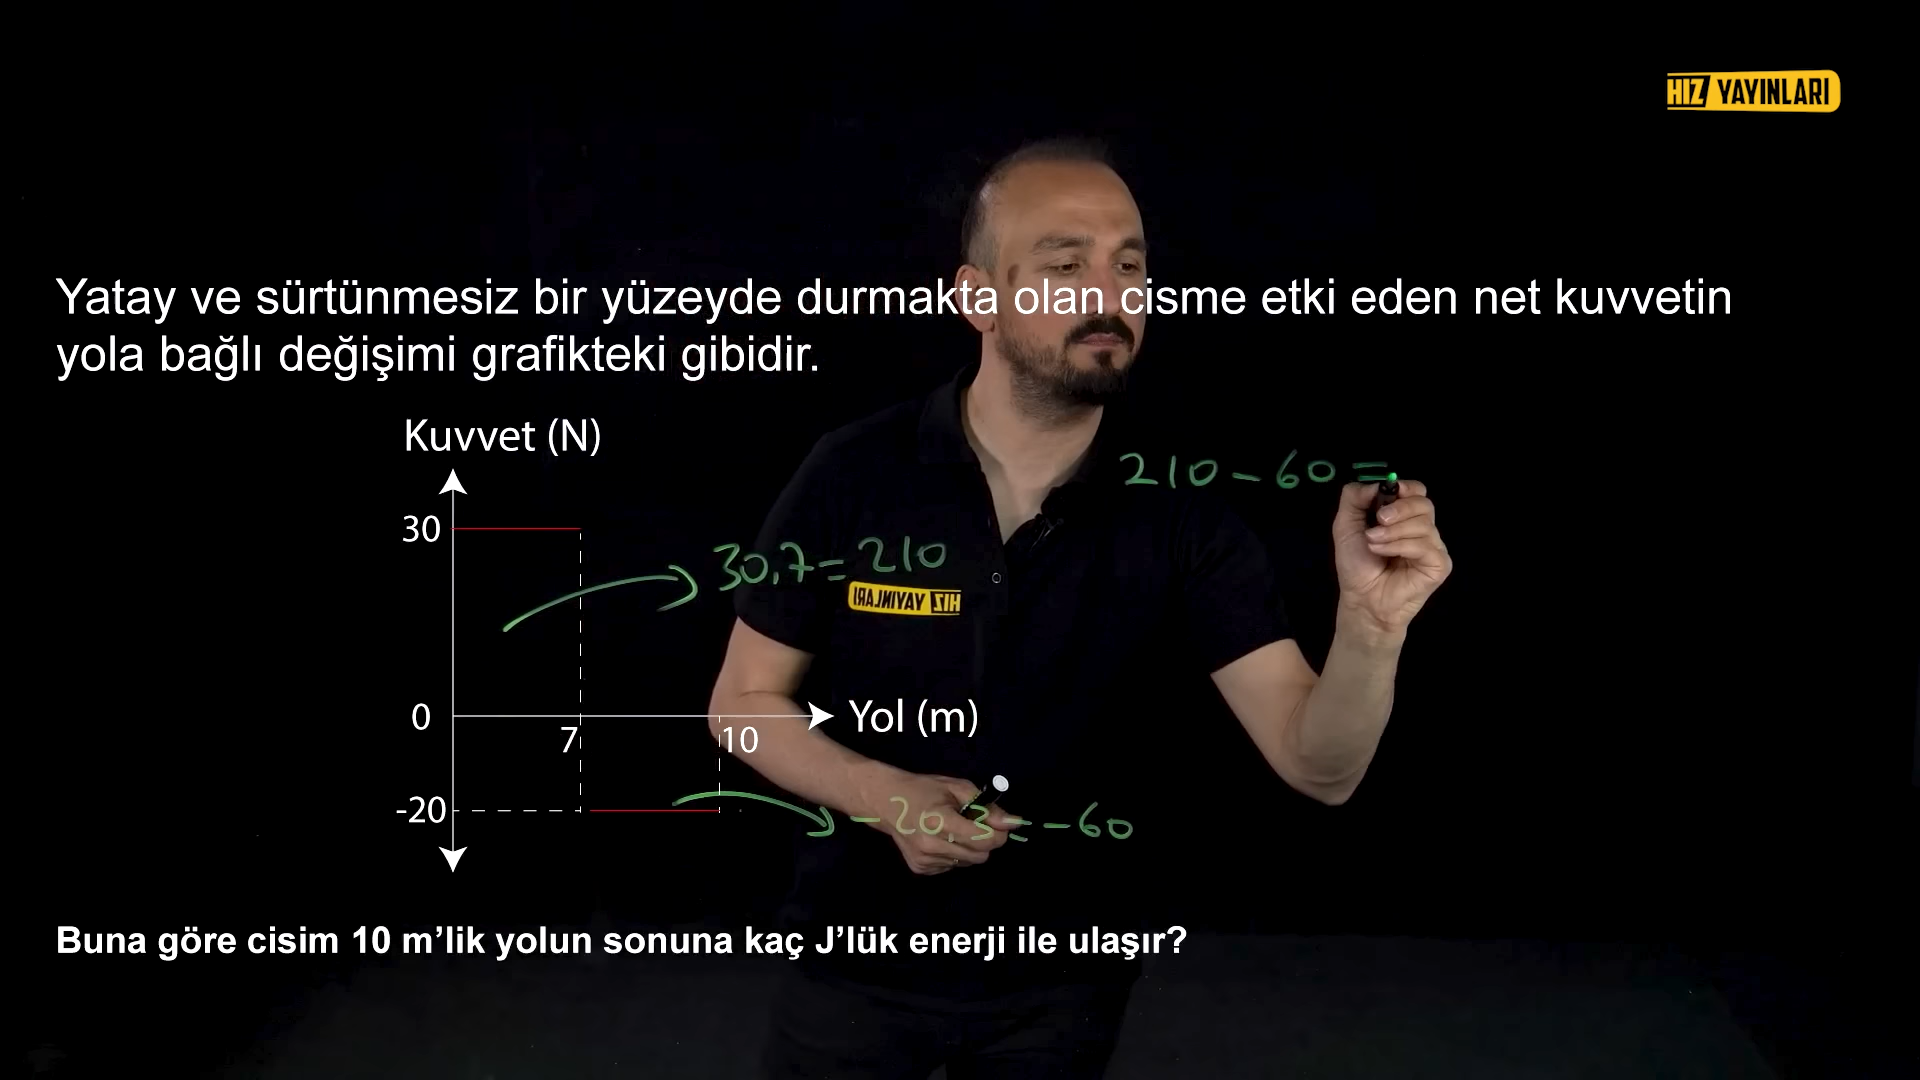 HIZ YAYINLARI
Yatay ve sürtünmesiz bir yüzeyde durmakta olan cisme etki eden net kuvvetin
yola bağlı değişimi grafikteki gibidir.
Kuvvet (N)
210 - 60 =
30
30.7 = 210
HIZ YAYINLARI
0
Yol (m)
7
10
-20
-20.3 = -60
Buna göre cisim 10 m’lik yolun sonuna kaç J’lük enerji ile ulaşır?